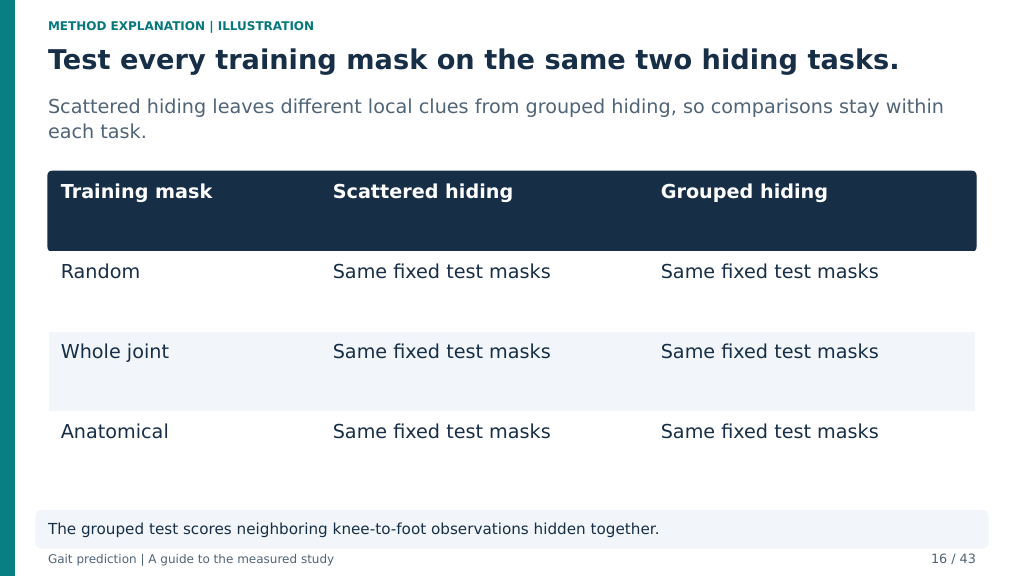 METHOD EXPLANATION | ILLUSTRATION
Test every training mask on the same two hiding tasks.
Scattered hiding leaves different local clues from grouped hiding, so comparisons stay within
each task.
Training mask Scattered hiding Grouped hiding
Random Same fixed test masks Same fixed test masks
Whole joint Same fixed test masks Same fixed test masks
Anatomical Same fixed test masks Same fixed test masks
The grouped test scores neighboring knee-to-foot observations hidden together.
Gait prediction | A guide to the measured study 16 / 43